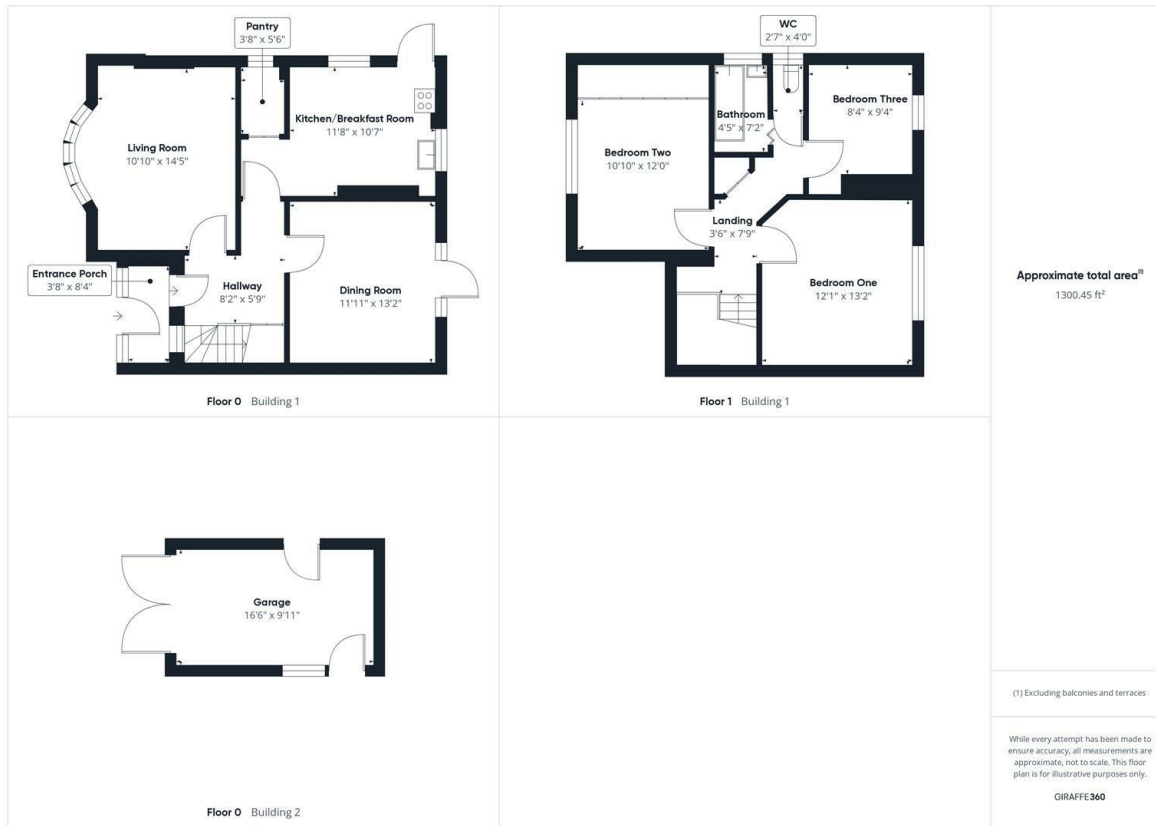 Pantry
3'8" x 5'6"
Kitchen/Breakfast Room
11'8" x 10'7"
Living Room
10'10" x 14'5"
Entrance Porch
3'8" x 8'4"
Hallway
8'2" x 5'9"
Dining Room
11'11" x 13'2"
Floor 0 Building 1
WC
2'7" x 4'0"
Bathroom
4'5" x 7'2"
Bedroom Three
8'4" x 9'4"
Bedroom Two
10'10" x 12'0"
Landing
3'6" x 7'9"
Bedroom One
12'1" x 13'2"
Floor 1 Building 1
Approximate total area(1)
1300.45 ft²
Garage
16'6" x 9'11"
Floor 0 Building 2
(1) Excluding balconies and terraces
While every attempt has been made to
ensure accuracy, all measurements are
approximate, not to scale. This floor
plan is for illustrative purposes only.
GIRAFFE360